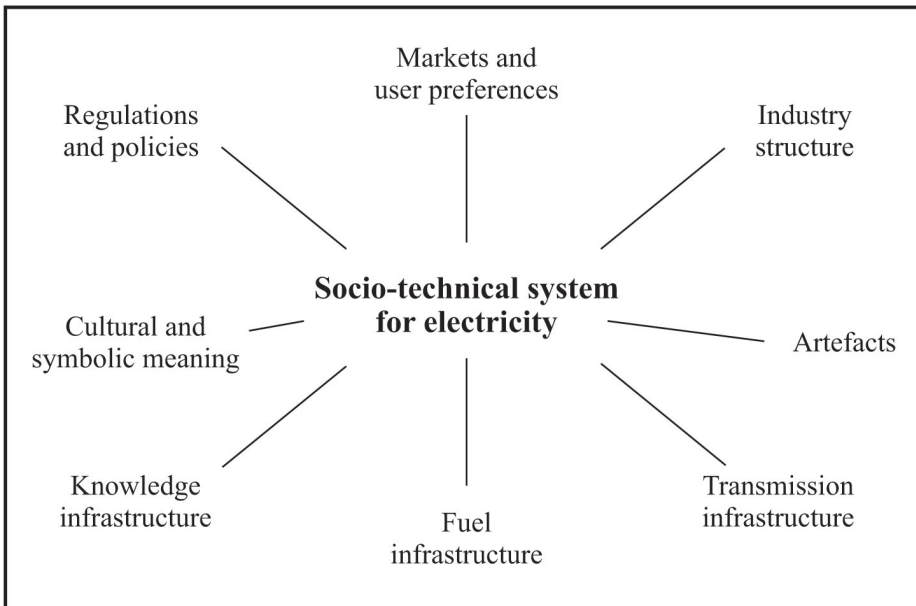 Markets and
user preferences
Regulations
and policies
Industry
structure
Socio-technical system
for electricity
Cultural and
symbolic meaning
Artefacts
Knowledge
infrastructure
Fuel
infrastructure
Transmission
infrastructure